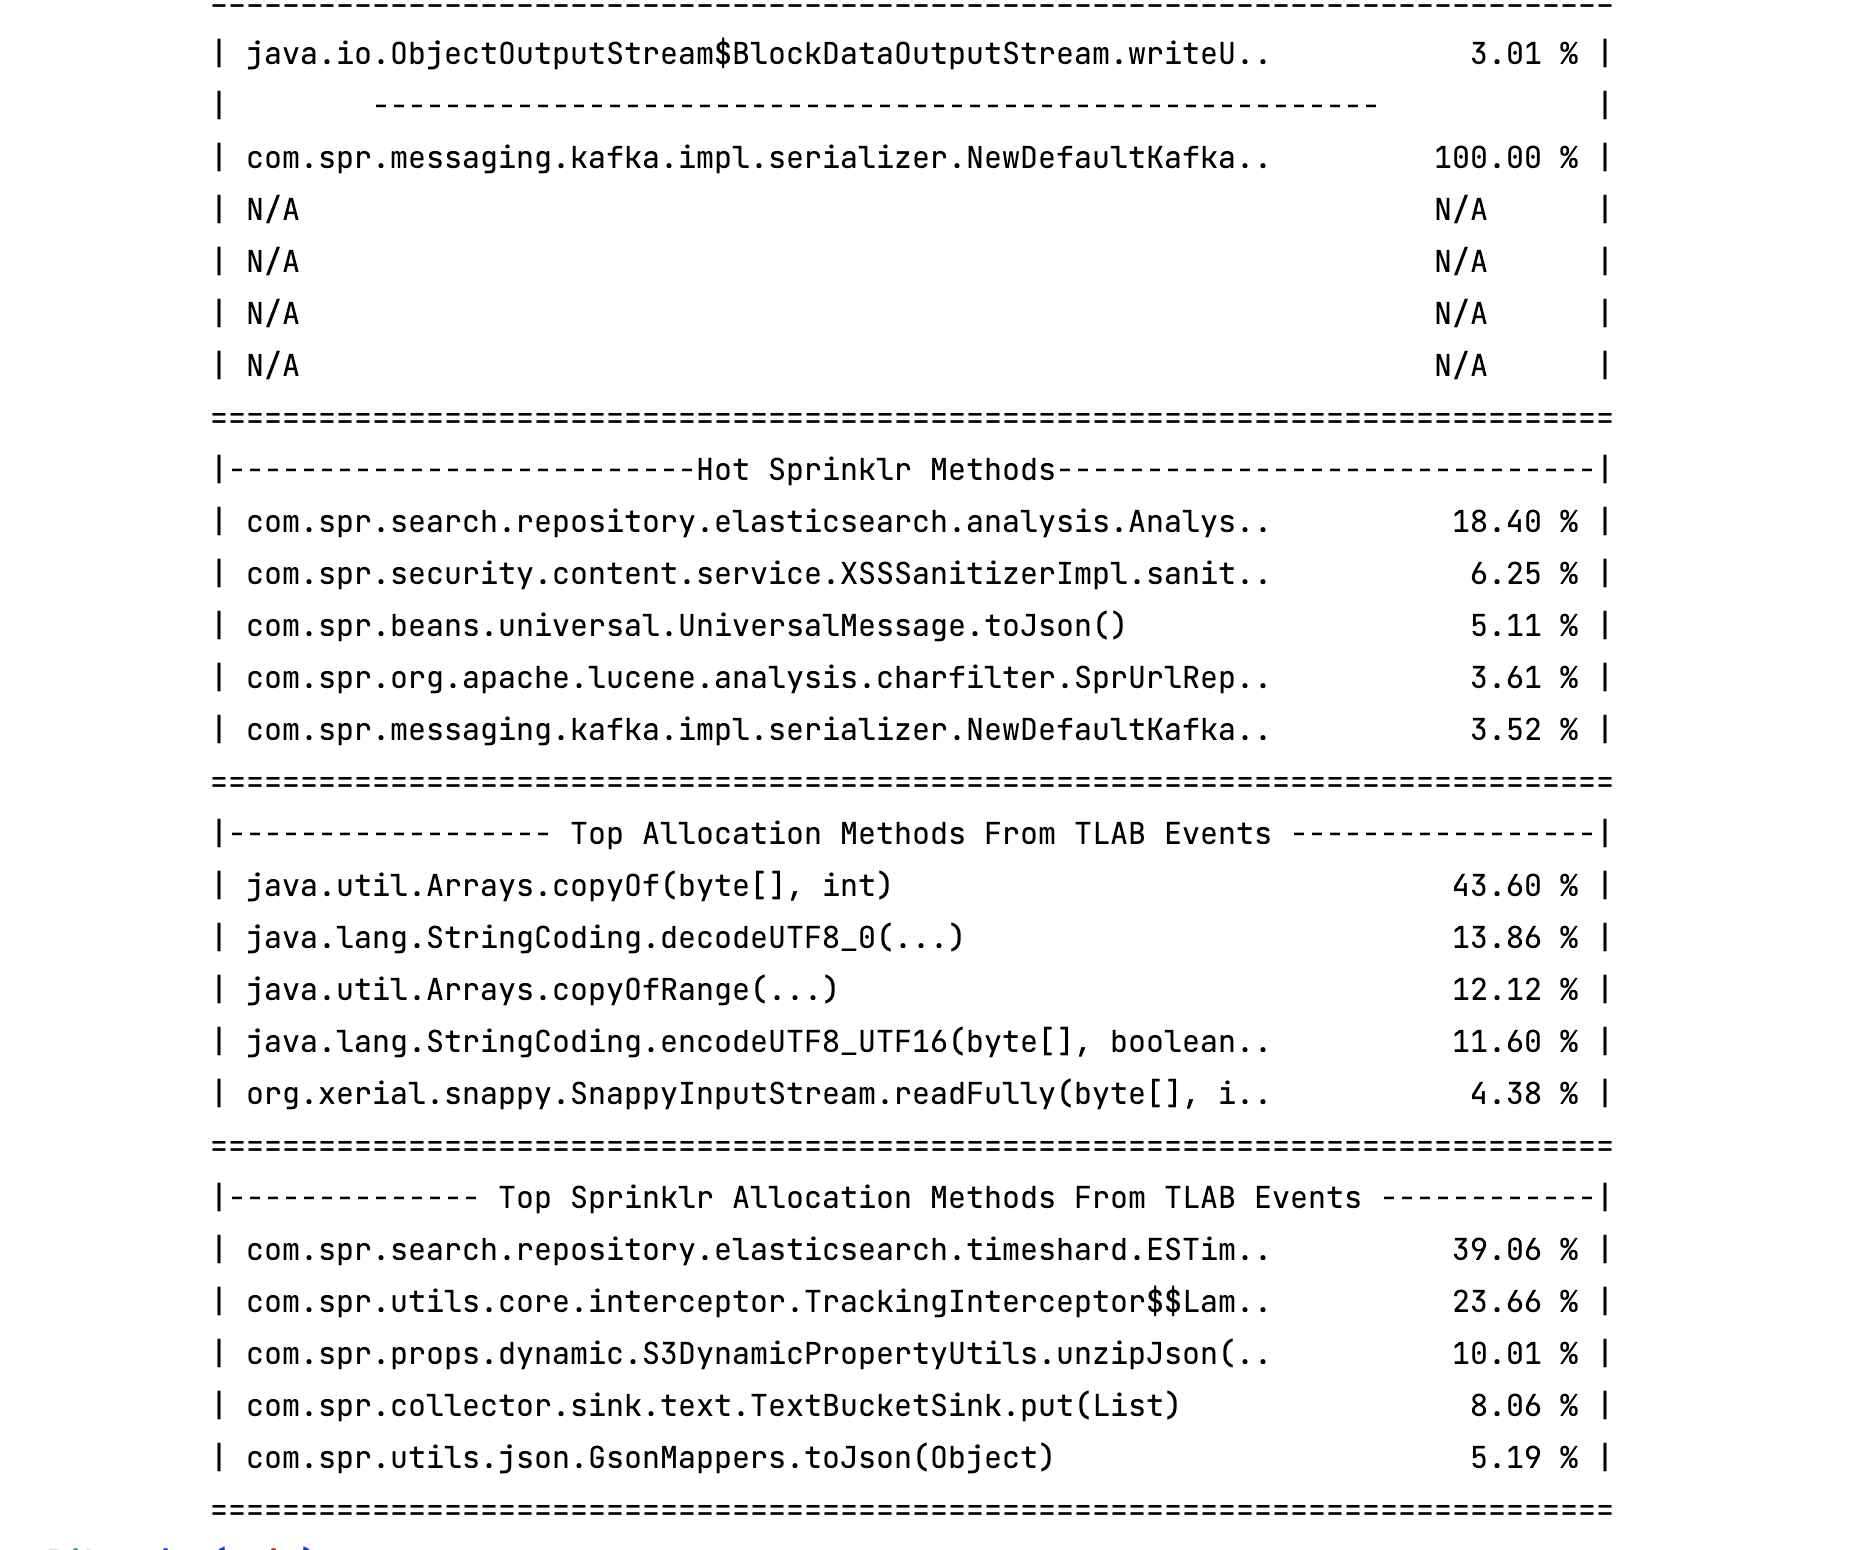 ------------------------------------------------------------------------------
| java.io.ObjectOutputStream$BlockDataOutputStream.writeU..           3.01 % |
|        --------------------------------------------------------            |
| com.spr.messaging.kafka.impl.serializer.NewDefaultKafka..         100.00 % |
| N/A                                                               N/A      |
| N/A                                                               N/A      |
| N/A                                                               N/A      |
| N/A                                                               N/A      |
==============================================================================
|--------------------------Hot Sprinklr Methods------------------------------|
| com.spr.search.repository.elasticsearch.analysis.Analys..          18.40 % |
| com.spr.security.content.service.XSSSanitizerImpl.sanit..           6.25 % |
| com.spr.beans.universal.UniversalMessage.toJson()                   5.11 % |
| com.spr.org.apache.lucene.analysis.charfilter.SprUrlRep..           3.61 % |
| com.spr.messaging.kafka.impl.serializer.NewDefaultKafka..           3.52 % |
==============================================================================
|------------------ Top Allocation Methods From TLAB Events -----------------|
| java.util.Arrays.copyOf(byte[], int)                               43.60 % |
| java.lang.StringCoding.decodeUTF8_0(...)                           13.86 % |
| java.util.Arrays.copyOfRange(...)                                  12.12 % |
| java.lang.StringCoding.encodeUTF8_UTF16(byte[], boolean..          11.60 % |
| org.xerial.snappy.SnappyInputStream.readFully(byte[], i..           4.38 % |
==============================================================================
|-------------- Top Sprinklr Allocation Methods From TLAB Events ------------|
| com.spr.search.repository.elasticsearch.timeshard.ESTim..          39.06 % |
| com.spr.utils.core.interceptor.TrackingInterceptor$$Lam..          23.66 % |
| com.spr.props.dynamic.S3DynamicPropertyUtils.unzipJson(..          10.01 % |
| com.spr.collector.sink.text.TextBucketSink.put(List)                8.06 % |
| com.spr.utils.json.GsonMappers.toJson(Object)                       5.19 % |
==============================================================================